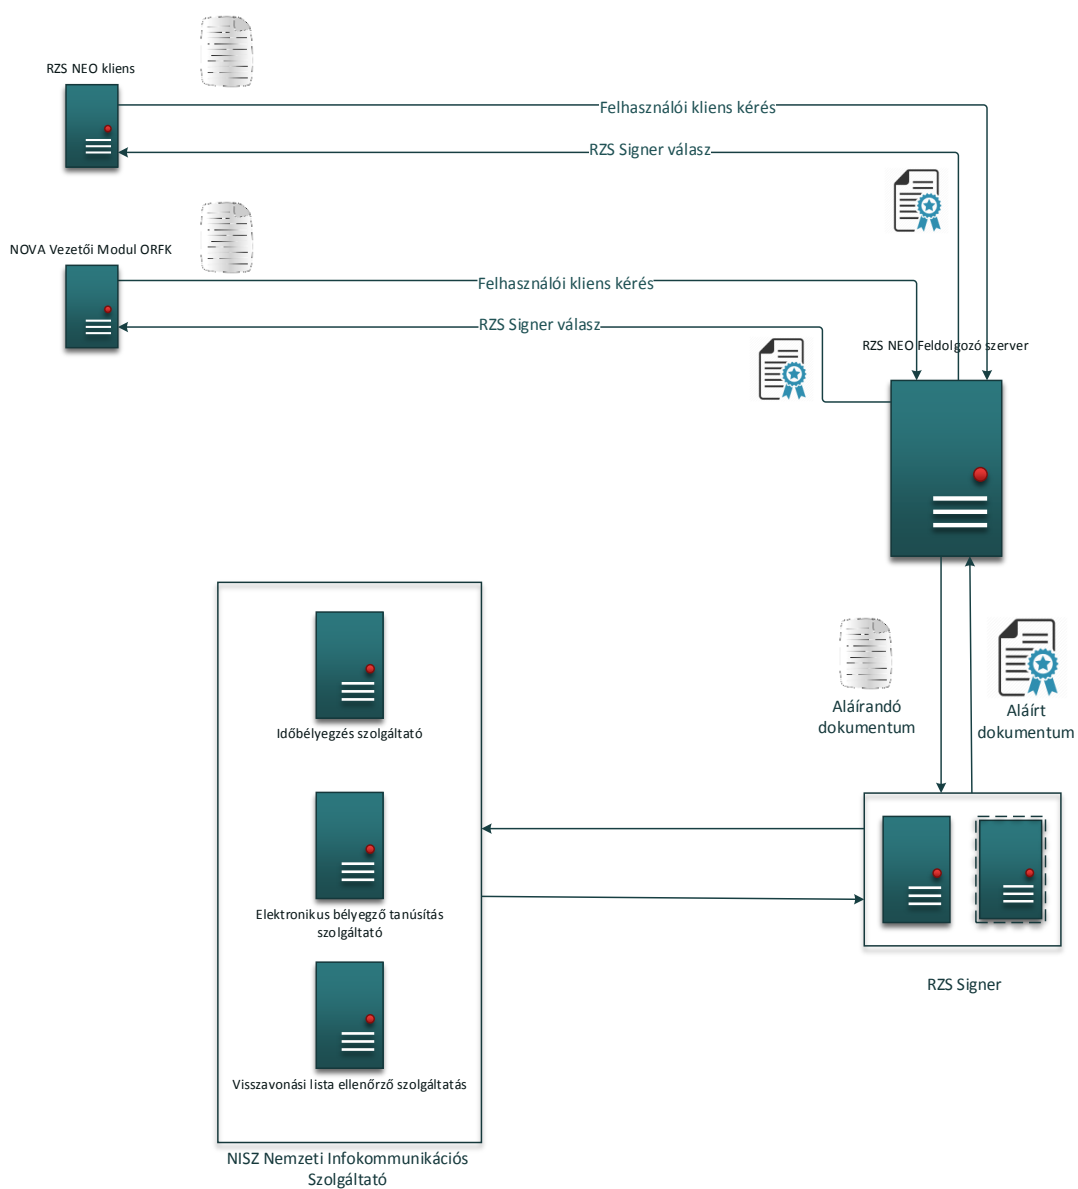 RZS NEO kliens
Felhasználói kliens kérés
RZS Signer válasz
NOVA Vezetői Modul ORFK
Felhasználói kliens kérés
RZS Signer válasz
RZS NEO Feldolgozó szerver
Aláírandó
dokumentum
Aláírt
dokumentum
Időbélyegzés szolgáltató
Elektronikus bélyegző tanúsítás
szolgáltató
RZS Signer
Visszavonási lista ellenőrző szolgáltatás
NISZ Nemzeti Infokommunikációs
Szolgáltató